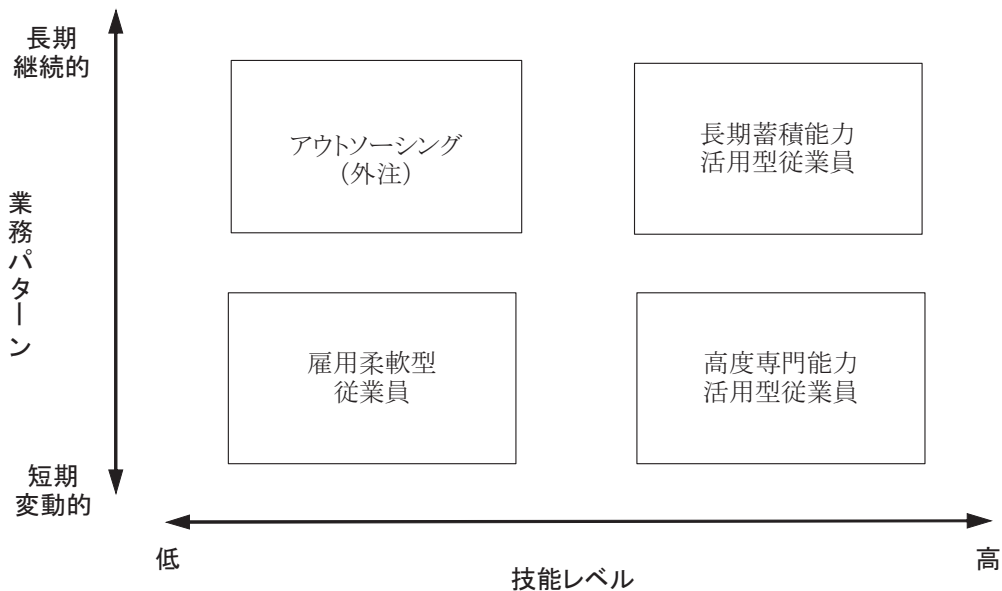 長期
継続的
アウトソーシング
（外注）
長期蓄積能力
活用型従業員
業務パターン
雇用柔軟型
従業員
高度専門能力
活用型従業員
短期
変動的
低
高
技能レベル